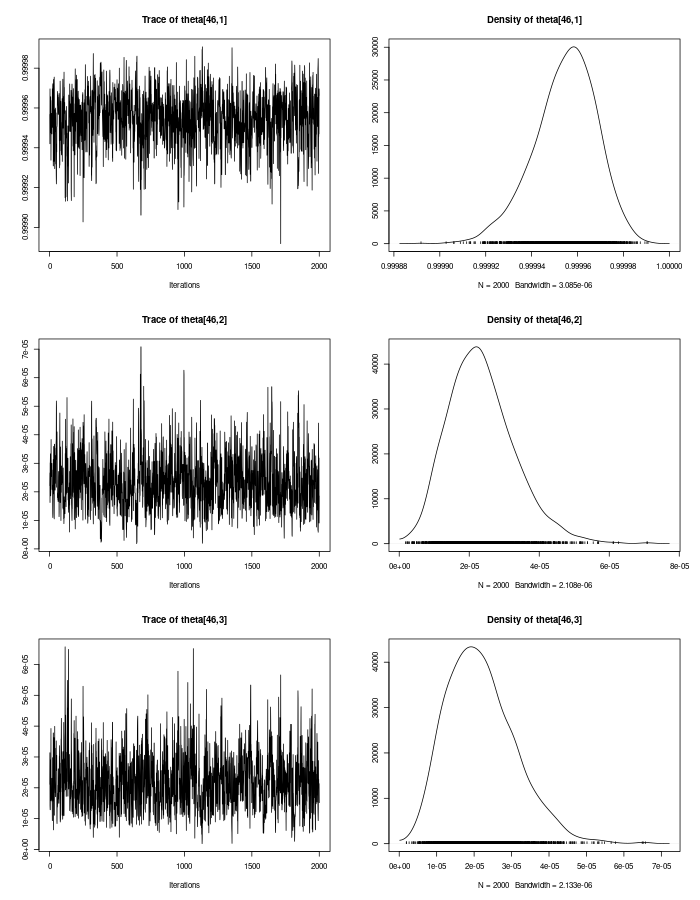 Trace of theta[46,1]
0.99990 0.99992 0.99994 0.99996 0.99998
0 500 1000 1500 2000
Iterations
Density of theta[46,1]
0 5000 10000 15000 20000 25000 30000
0.99988 0.99990 0.99992 0.99994 0.99996 0.99998 1.00000
N = 2000 Bandwidth = 3.085e-06
Trace of theta[46,2]
0e+00 1e-05 2e-05 3e-05 4e-05 5e-05 6e-05 7e-05
0 500 1000 1500 2000
Iterations
Density of theta[46,2]
0 10000 20000 30000 40000
0e+00 2e-05 4e-05 6e-05 8e-05
N = 2000 Bandwidth = 2.108e-06
Trace of theta[46,3]
0e+00 1e-05 2e-05 3e-05 4e-05 5e-05 6e-05
0 500 1000 1500 2000
Iterations
Density of theta[46,3]
0 10000 20000 30000 40000
0e+00 1e-05 2e-05 3e-05 4e-05 5e-05 6e-05 7e-05
N = 2000 Bandwidth = 2.133e-06